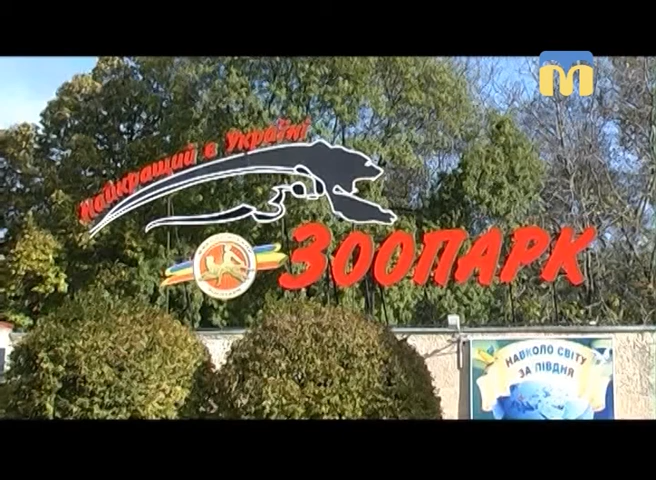 Найкращий в Україні
ЗООПАРК
НАВКОЛО СВІТУ
ЗА ПІВДНЯ
М